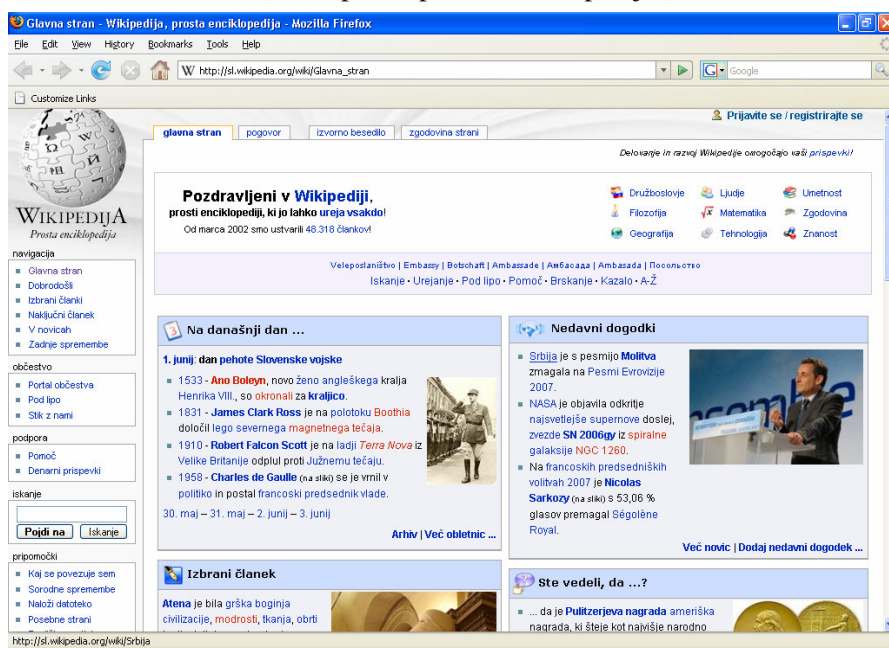 Glavna stran - Wikipedija, prosta enciklopedija - Mozilla Firefox
File Edit View History Bookmarks Tools Help
http://sl.wikipedia.org/wiki/Glavna_stran
Google
Customize Links
Prijavite se / registrirajte se
glavna stran pogovor izvorno besedilo zgodovina strani
Delovanje in razvoj Wikipedije omogočajo vaši prispevki!
WIKIPEDIJA
Prosta enciklopedija
navigacija
Glavna stran
Dobrodošli
Izbrani članki
Naključni članek
V novicah
Zadnje spremembe
občestvo
Portal občestva
Pod lipo
Stik z nami
podpora
Pomoč
Denarni prispevki
iskanje
Pojdi na Iskanje
pripomočki
Kaj se povezuje sem
Sorodne spremembe
Naloži datoteko
Posebne strani
Pozdravljeni v Wikipediji,
prosti enciklopediji, ki jo lahko ureja vsakdo!
Od marca 2002 smo ustvarili 48.318 člankov!
Družboslovje Ljudje Umetnost
Filozofija Matematika Zgodovina
Geografija Tehnologija Znanost
Veleposlaništvo | Embassy | Botschaft | Ambassade | Амбасада | Ambasada | Посольство
Iskanje · Urejanje · Pod lipo · Pomoč · Brskanje · Kazalo · A-Ž
Na današnji dan ...
1. junij: dan pehote Slovenske vojske
1533 - Ano Boleyn, novo ženo angleškega kralja
Henrika VIII., so okronali za kraljico.
1831 - James Clark Ross je na polotoku Boothia
določil lego severnega magnetnega tečaja.
1910 - Robert Falcon Scott je na ladji Terra Nova iz
Velike Britanije odplul proti Južnemu tečaju.
1958 - Charles de Gaulle (na sliki) se je vrnil v
politiko in postal francoski predsednik vlade.
30. maj – 31. maj – 2. junij – 3. junij
Arhiv | Več obletnic ...
Nedavni dogodki
Srbija je s pesmijo Molitva
zmagala na Pesmi Evrovizije
2007.
NASA je objavila odkritje
najsvetlejše supernove doslej,
zvezde SN 2006gy iz spiralne
galaksije NGC 1260.
Na francoskih predsedniških
volitvah 2007 je Nicolas
Sarkozy (na sliki) s 53,06 %
glasov premagal Ségolène
Royal.
Več novic | Dodaj nedavni dogodek ...
Izbrani članek
Atena je bila grška boginja
civilizacije, modrosti, tkanja, obrti
Ste vedeli, da ...?
... da je Pulitzerjeva nagrada ameriška
nagrada, ki šteje kot najvišje narodno
http://sl.wikipedia.org/wiki/Srbija